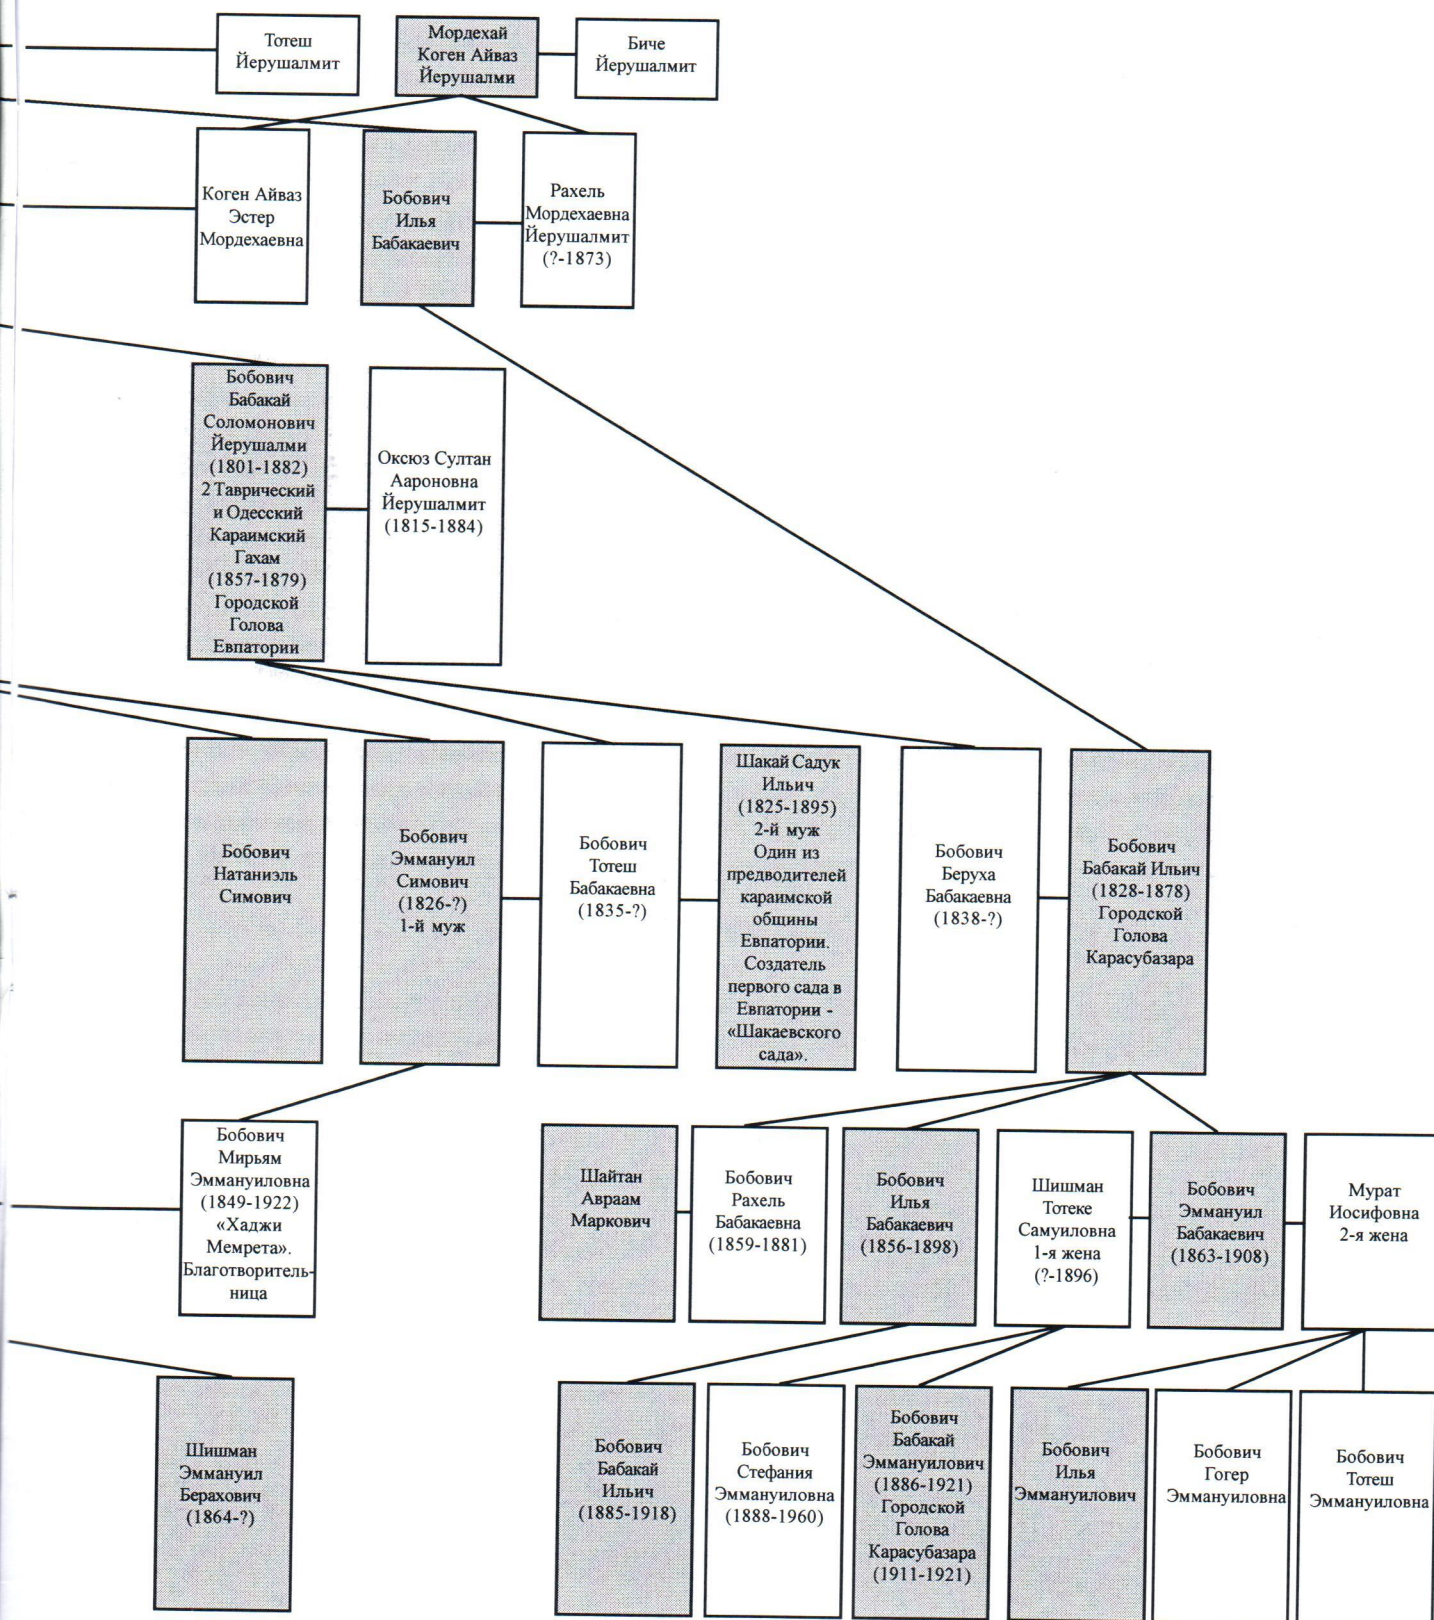 Тотеш
Йерушалмит
Мордехай
Коген Айваз
Йерушалми
Биче
Йерушалмит
Коген Айваз
Эстер
Мордехаевна
Бобович
Илья
Бабакаевич
Рахель
Мордехаевна
Йерушалмит
(?-1873)
Бобович
Бабакай
Соломонович
Йерушалми
(1801-1882)
2 Таврический
и Одесский
Караимский
Гахам
(1857-1879)
Городской
Голова
Евпатории
Оксюз Султан
Аароновна
Йерушалмит
(1815-1884)
Бобович
Натаниэль
Симович
Бобович
Эммануил
Симович
(1826-?)
1-й муж
Бобович
Тотеш
Бабакаевна
(1835-?)
Шакай Садук
Ильич
(1825-1895)
2-й муж
Один из
предводителей
караимской
общины
Евпатории.
Создатель
первого сада в
Евпатории -
«Шакаевского
сада».
Бобович
Беруха
Бабакаевна
(1838-?)
Бобович
Бабакай Ильич
(1828-1878)
Городской
Голова
Карасубазара
Бобович
Мирьям
Эммануиловна
(1849-1922)
«Хаджи
Мемрета».
Благотворитель-
ница
Шайтан
Авраам
Маркович
Бобович
Рахель
Бабакаевна
(1859-1881)
Бобович
Илья
Бабакаевич
(1856-1898)
Шишман
Тотеке
Самуиловна
1-я жена
(?-1896)
Бобович
Эммануил
Бабакаевич
(1863-1908)
Мурат
Иосифовна
2-я жена
Шишман
Эммануил
Берахович
(1864-?)
Бобович
Бабакай
Ильич
(1885-1918)
Бобович
Стефания
Эммануиловна
(1888-1960)
Бобович
Бабакай
Эммануилович
(1886-1921)
Городской
Голова
Карасубазара
(1911-1921)
Бобович
Илья
Эммануилович
Бобович
Гогер
Эммануиловна
Бобович
Тотеш
Эммануиловна